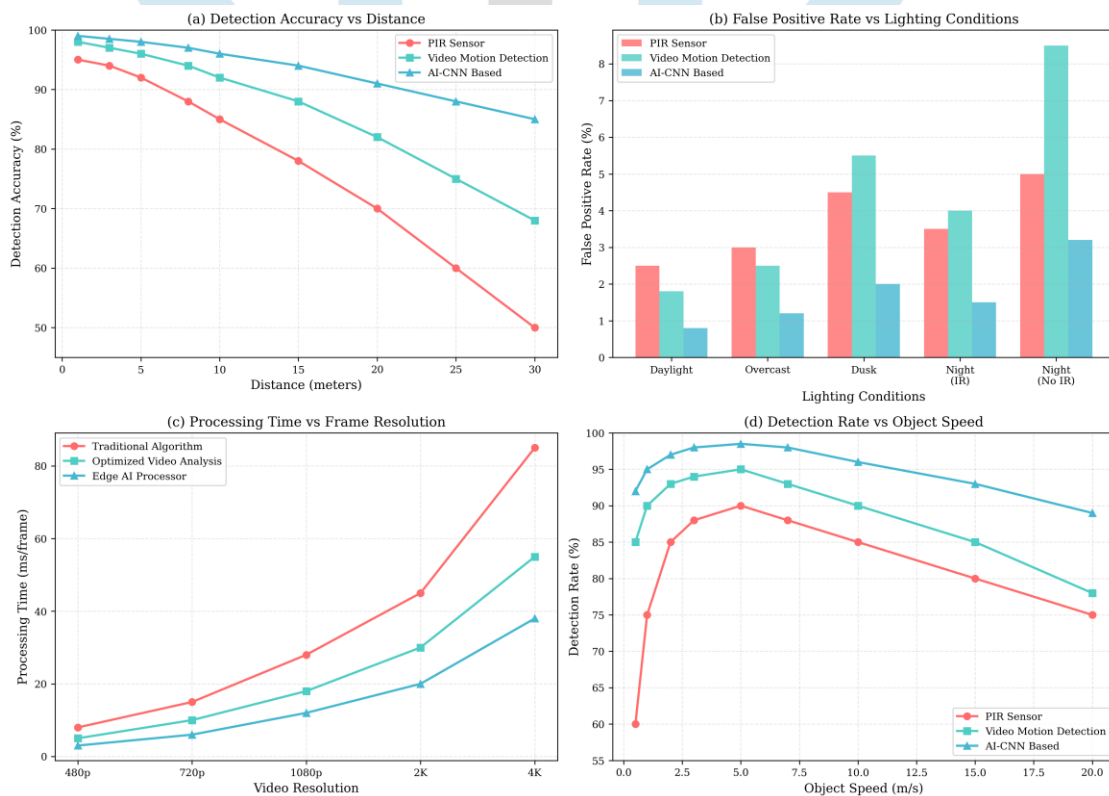 (a) Detection Accuracy vs Distance
100
90
80
70
60
50
Detection Accuracy (%)
PIR Sensor
Video Motion Detection
AI-CNN Based
0
5
10
15
20
25
30
Distance (meters)
(b) False Positive Rate vs Lighting Conditions
8
7
6
5
4
3
2
1
0
False Positive Rate (%)
PIR Sensor
Video Motion Detection
AI-CNN Based
Daylight
Overcast
Dusk
Night
(IR)
Night
(No IR)
Lighting Conditions
(c) Processing Time vs Frame Resolution
80
60
40
20
0
Processing Time (ms/frame)
Traditional Algorithm
Optimized Video Analysis
Edge AI Processor
480p
720p
1080p
2K
4K
Video Resolution
(d) Detection Rate vs Object Speed
100
95
90
85
80
75
70
65
60
55
Detection Rate (%)
PIR Sensor
Video Motion Detection
AI-CNN Based
0.0
2.5
5.0
7.5
10.0
12.5
15.0
17.5
20.0
Object Speed (m/s)